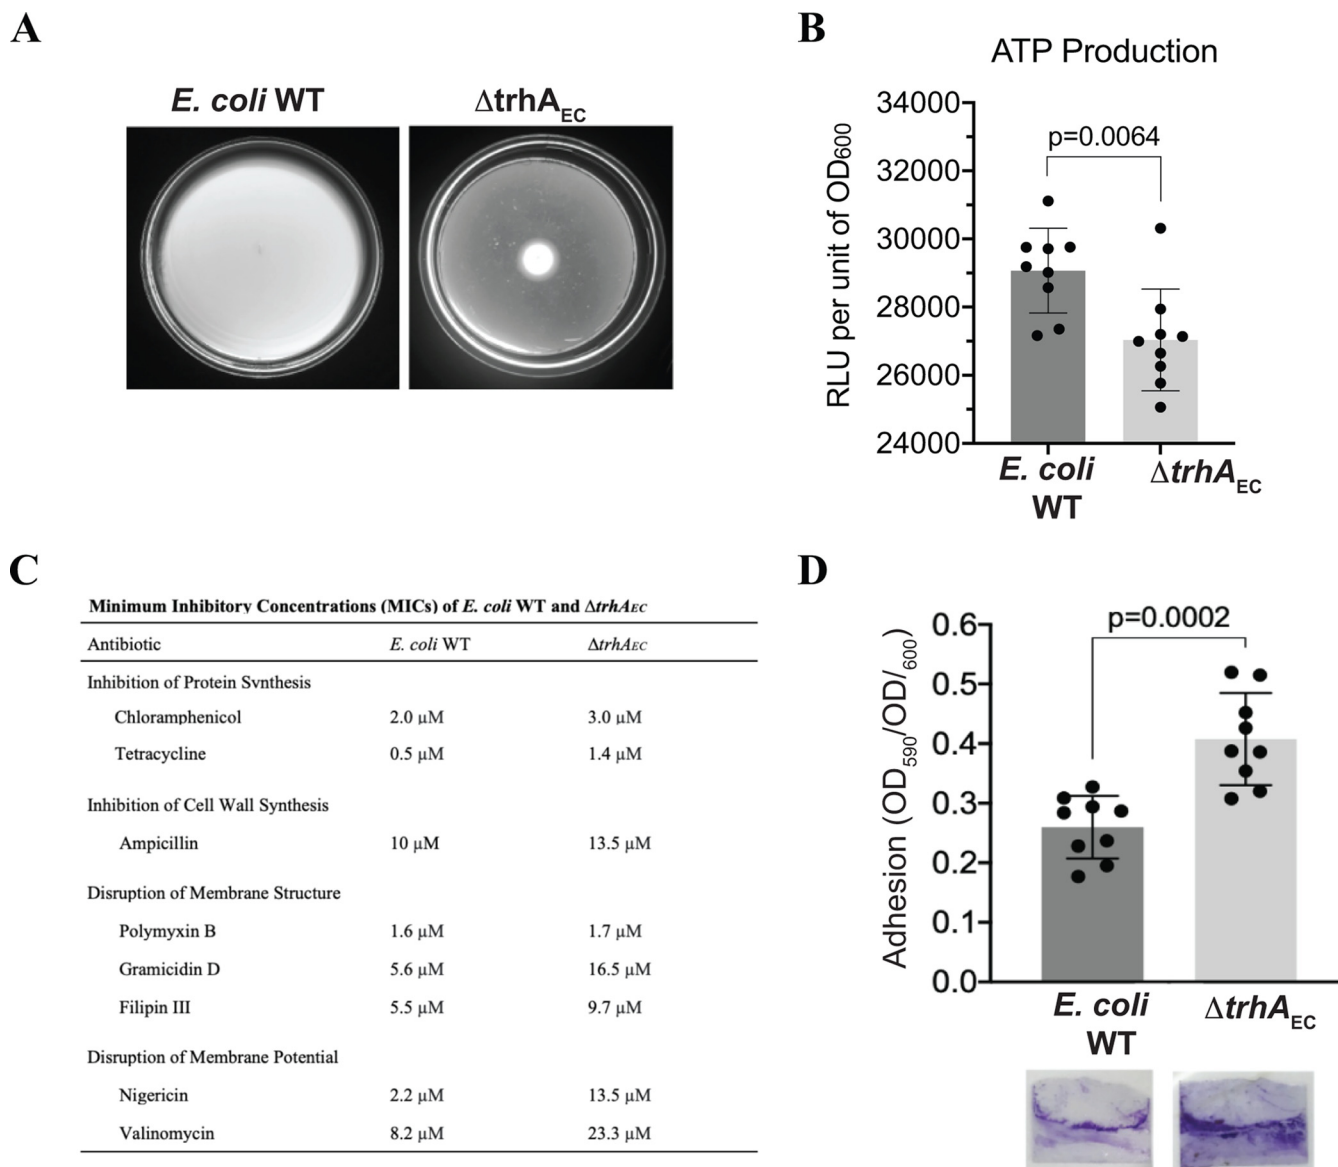 A
E. coli WT
ΔtrhAEC
B
ATP Production
RLU per unit of OD600
34000
32000
30000
28000
26000
24000
p=0.0064
E. coli
WT
ΔtrhAEC
C
Minimum Inhibitory Concentrations (MICs) of E. coli WT and ΔtrhAEC
Antibiotic E. coli WT ΔtrhAEC
Inhibition of Protein Synthesis
Chloramphenicol 2.0 µM 3.0 µM
Tetracycline 0.5 µM 1.4 µM
Inhibition of Cell Wall Synthesis
Ampicillin 10 µM 13.5 µM
Disruption of Membrane Structure
Polymyxin B 1.6 µM 1.7 µM
Gramicidin D 5.6 µM 16.5 µM
Filipin III 5.5 µM 9.7 µM
Disruption of Membrane Potential
Nigericin 2.2 µM 13.5 µM
Valinomycin 8.2 µM 23.3 µM
D
Adhesion (OD590/OD/600)
0.6
0.5
0.4
0.3
0.2
0.1
0.0
p=0.0002
E. coli
WT
ΔtrhAEC